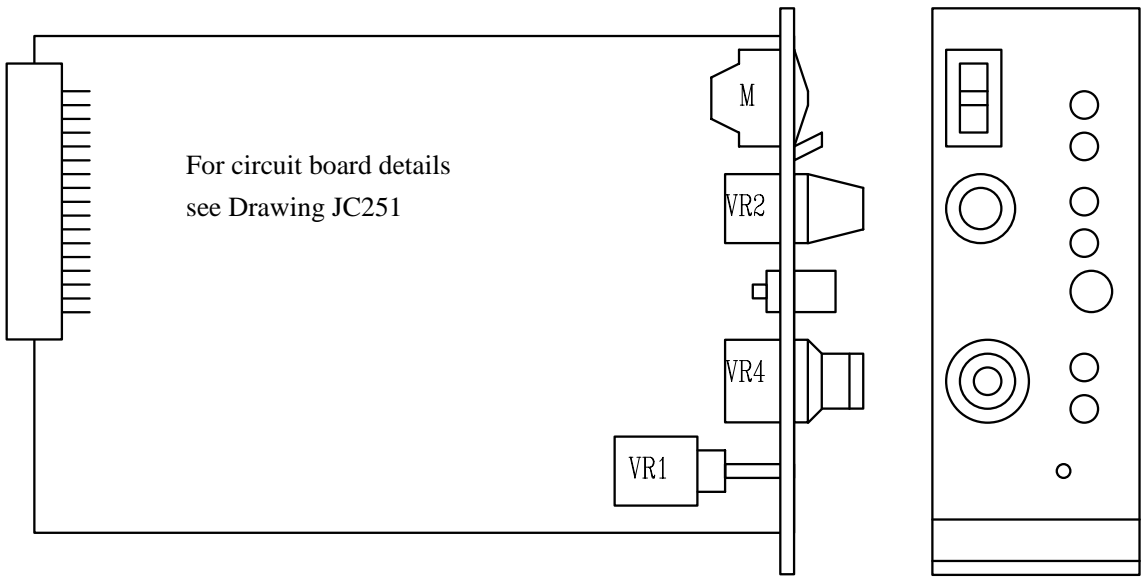 M
For circuit board details
see Drawing JC251
VR2
VR4
VR1